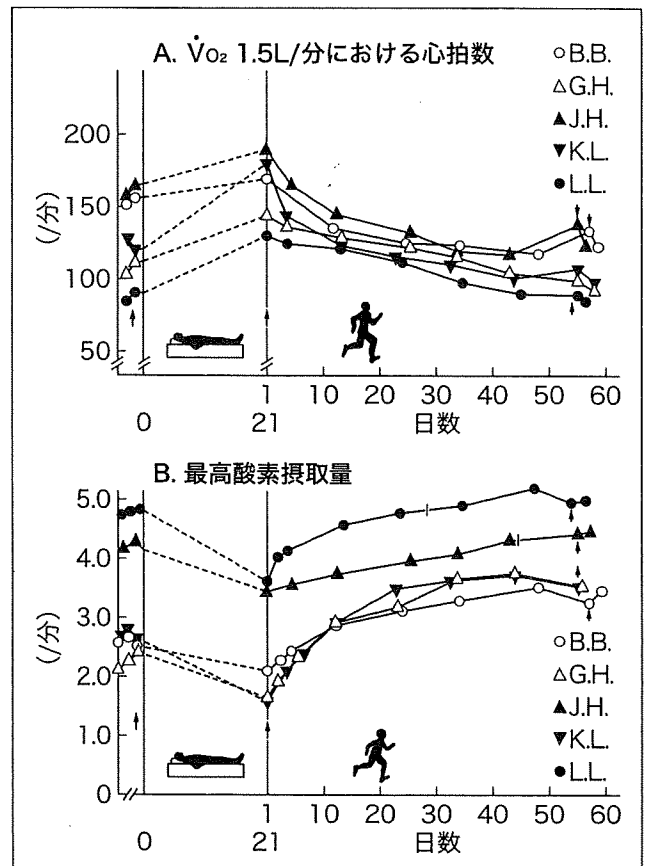 A. V̇O₂ 1.5L/分における心拍数
○B.B.
△G.H.
▲J.H.
▼K.L.
●L.L.
200
150
100
50
(/分)
1 10 20 30 40 50 60
0 21 日数
B. 最高酸素摂取量
5.0
4.0
3.0
2.0
1.0
0
(/分)
○B.B.
△G.H.
▲J.H.
▼K.L.
●L.L.
1 10 20 30 40 50 60
0 21 日数